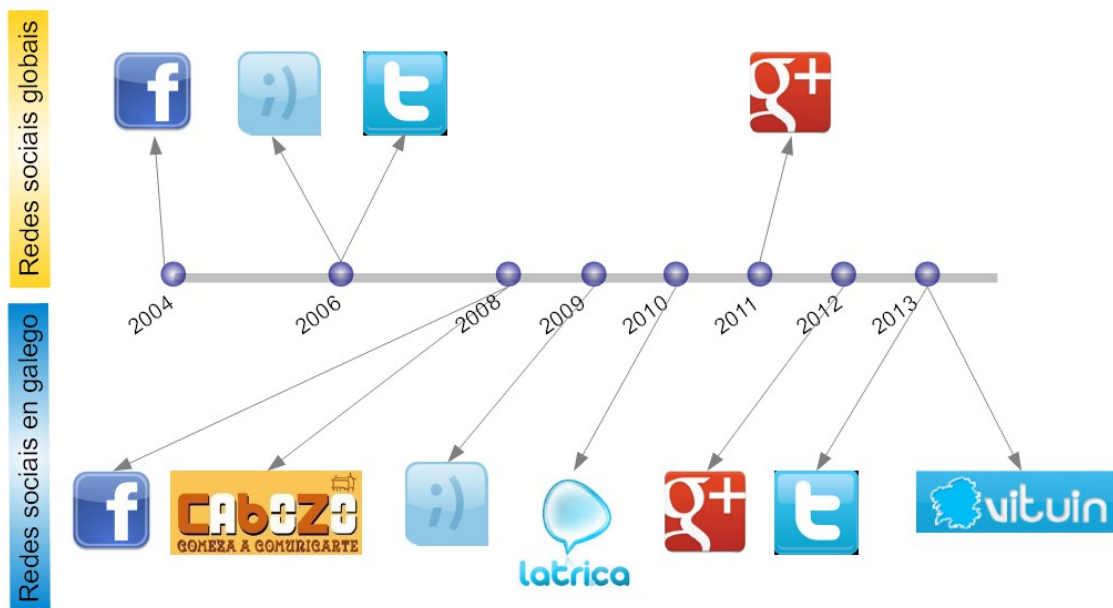 Redes sociais globais
f
;)
t
g+
2004
2006
2008
2009
2010
2011
2012
2013
Redes sociais en galego
f
CABOZO
COMEZA A COMUNICARTE
;)
latrica
g+
t
vituin